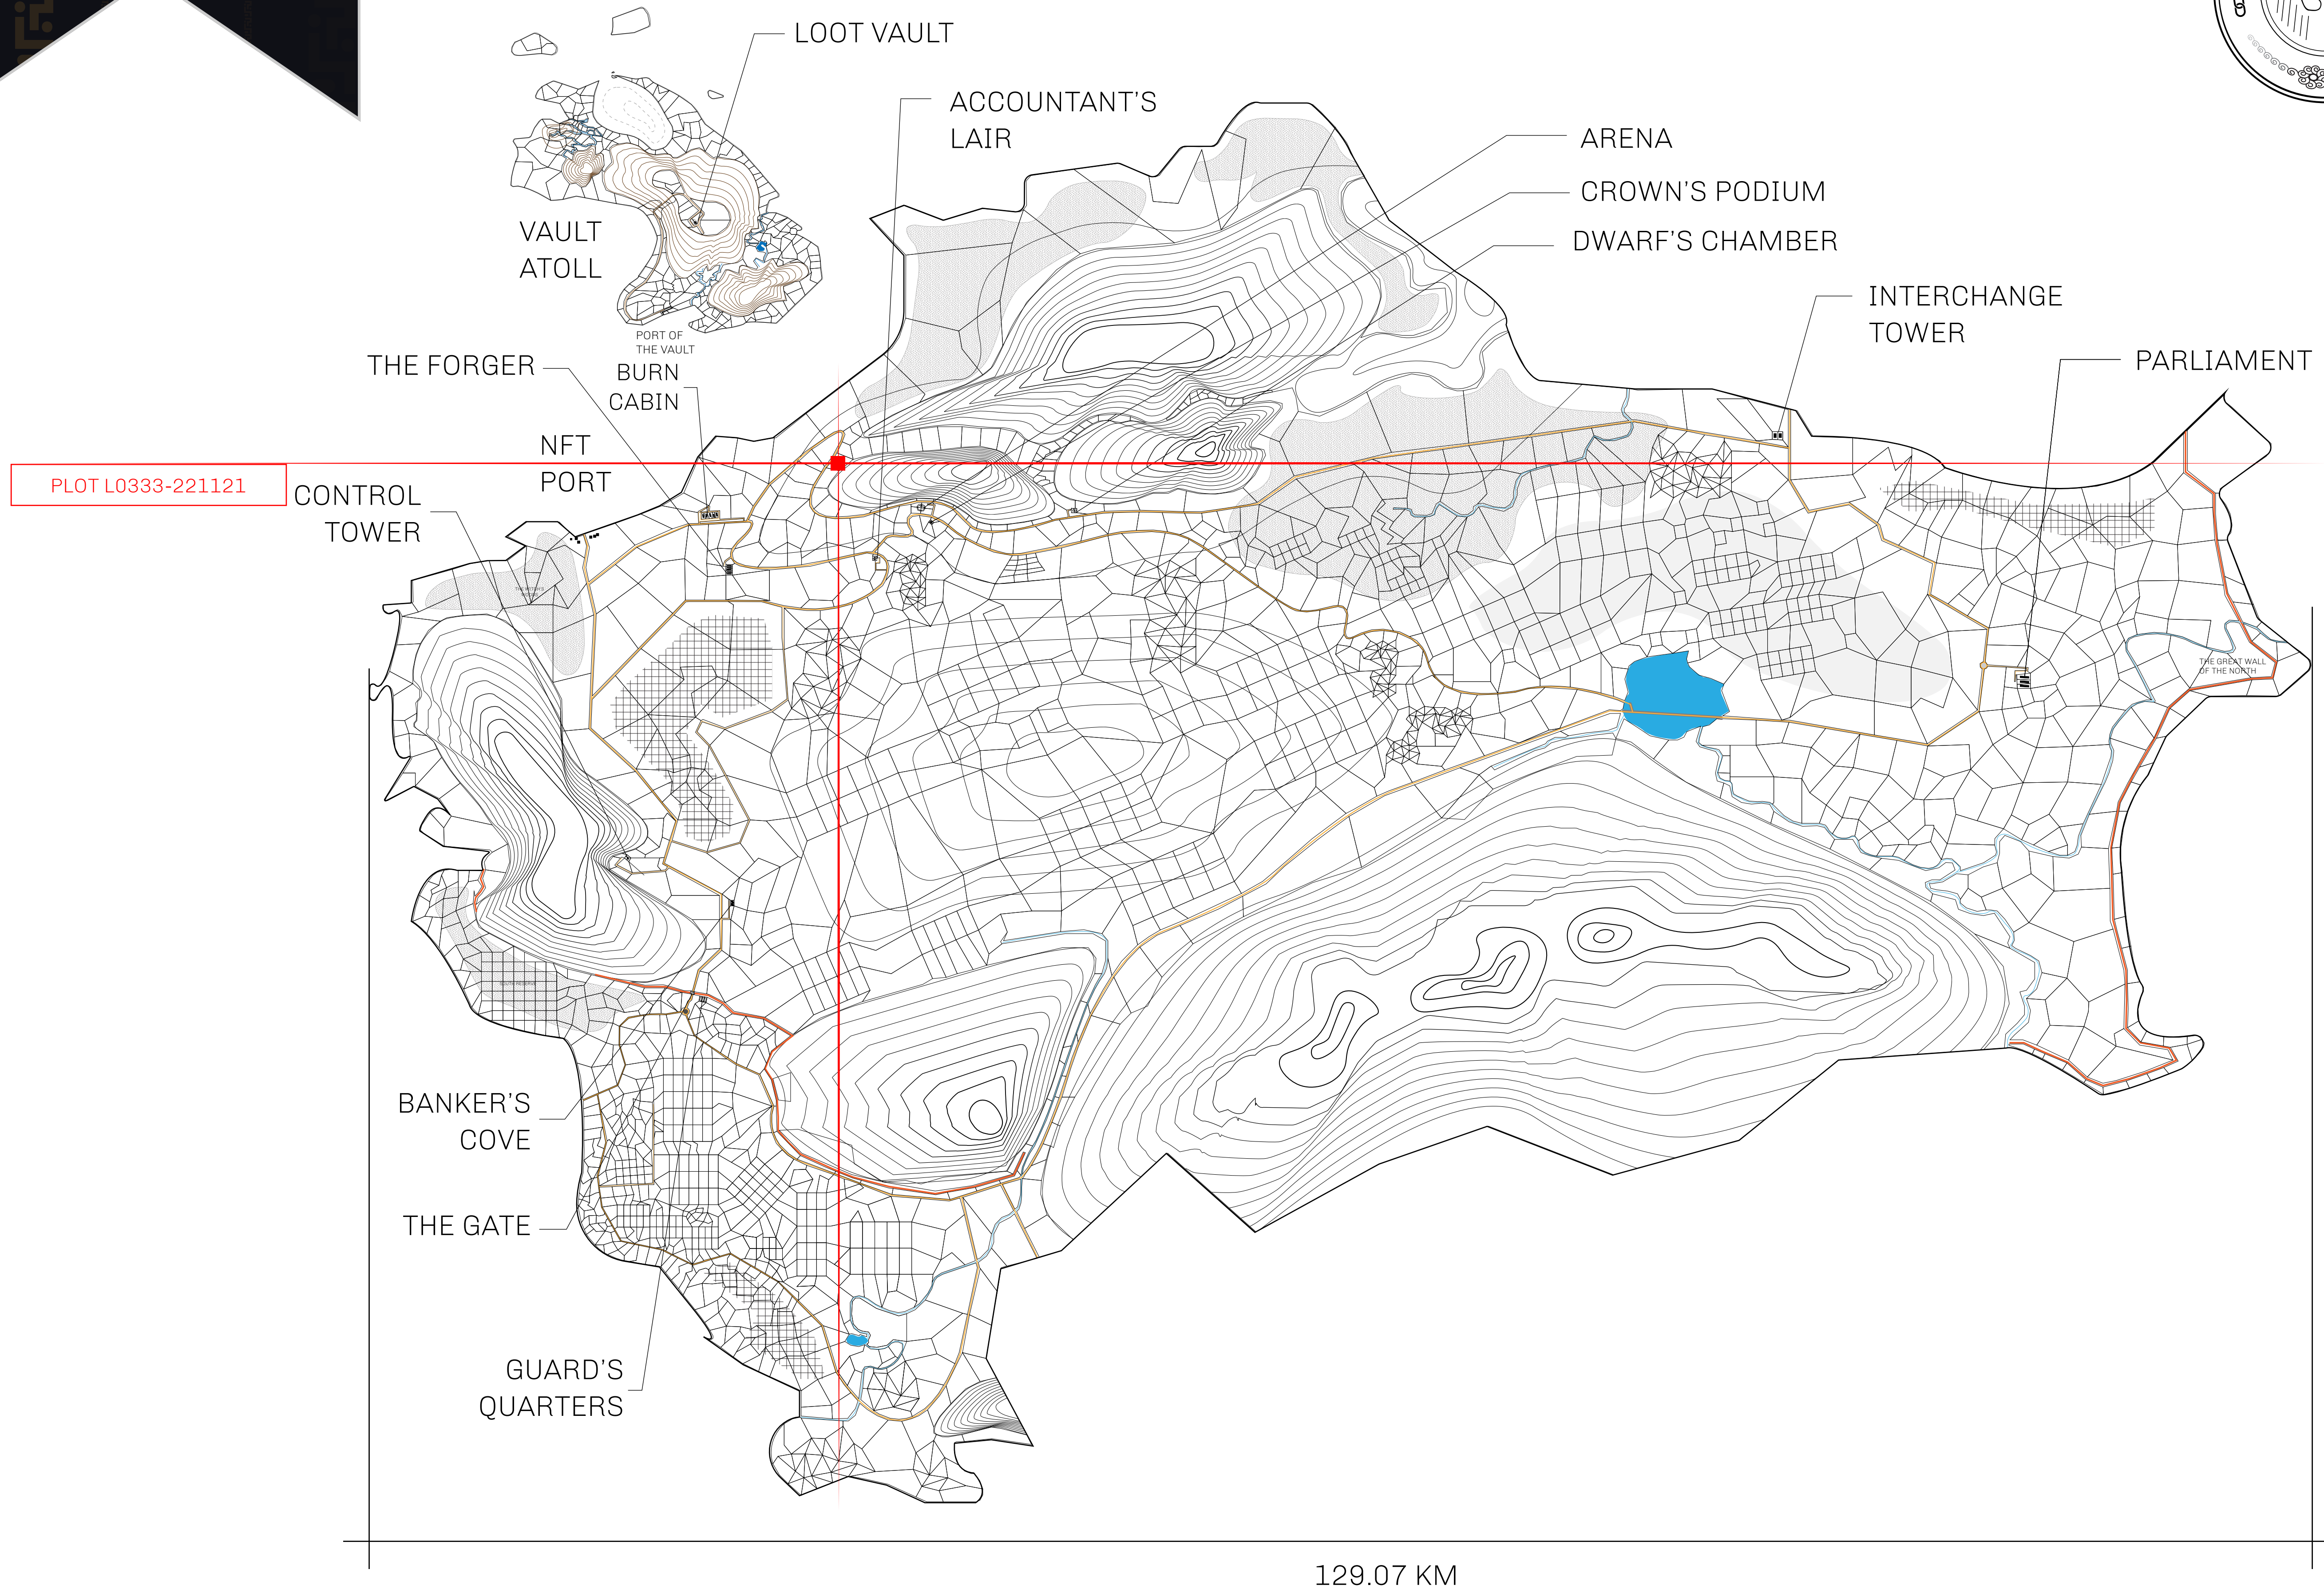 LOOT VAULT
ACCOUNTANT'S
LAIR
ARENA
CROWN'S PODIUM
DWARF'S CHAMBER
VAULT
ATOLL
INTERCHANGE
TOWER
PORT OF
THE VAULT
PARLIAMENT
THE FORGER
BURN
CABIN
NFT
PORT
PLOT L0333-221121
CONTROL
TOWER
THE GREAT WALL
OF THE NORTH
SOUTH RESERVE
BANKER'S
COVE
THE GATE
GUARD'S
QUARTERS
129.07 KM